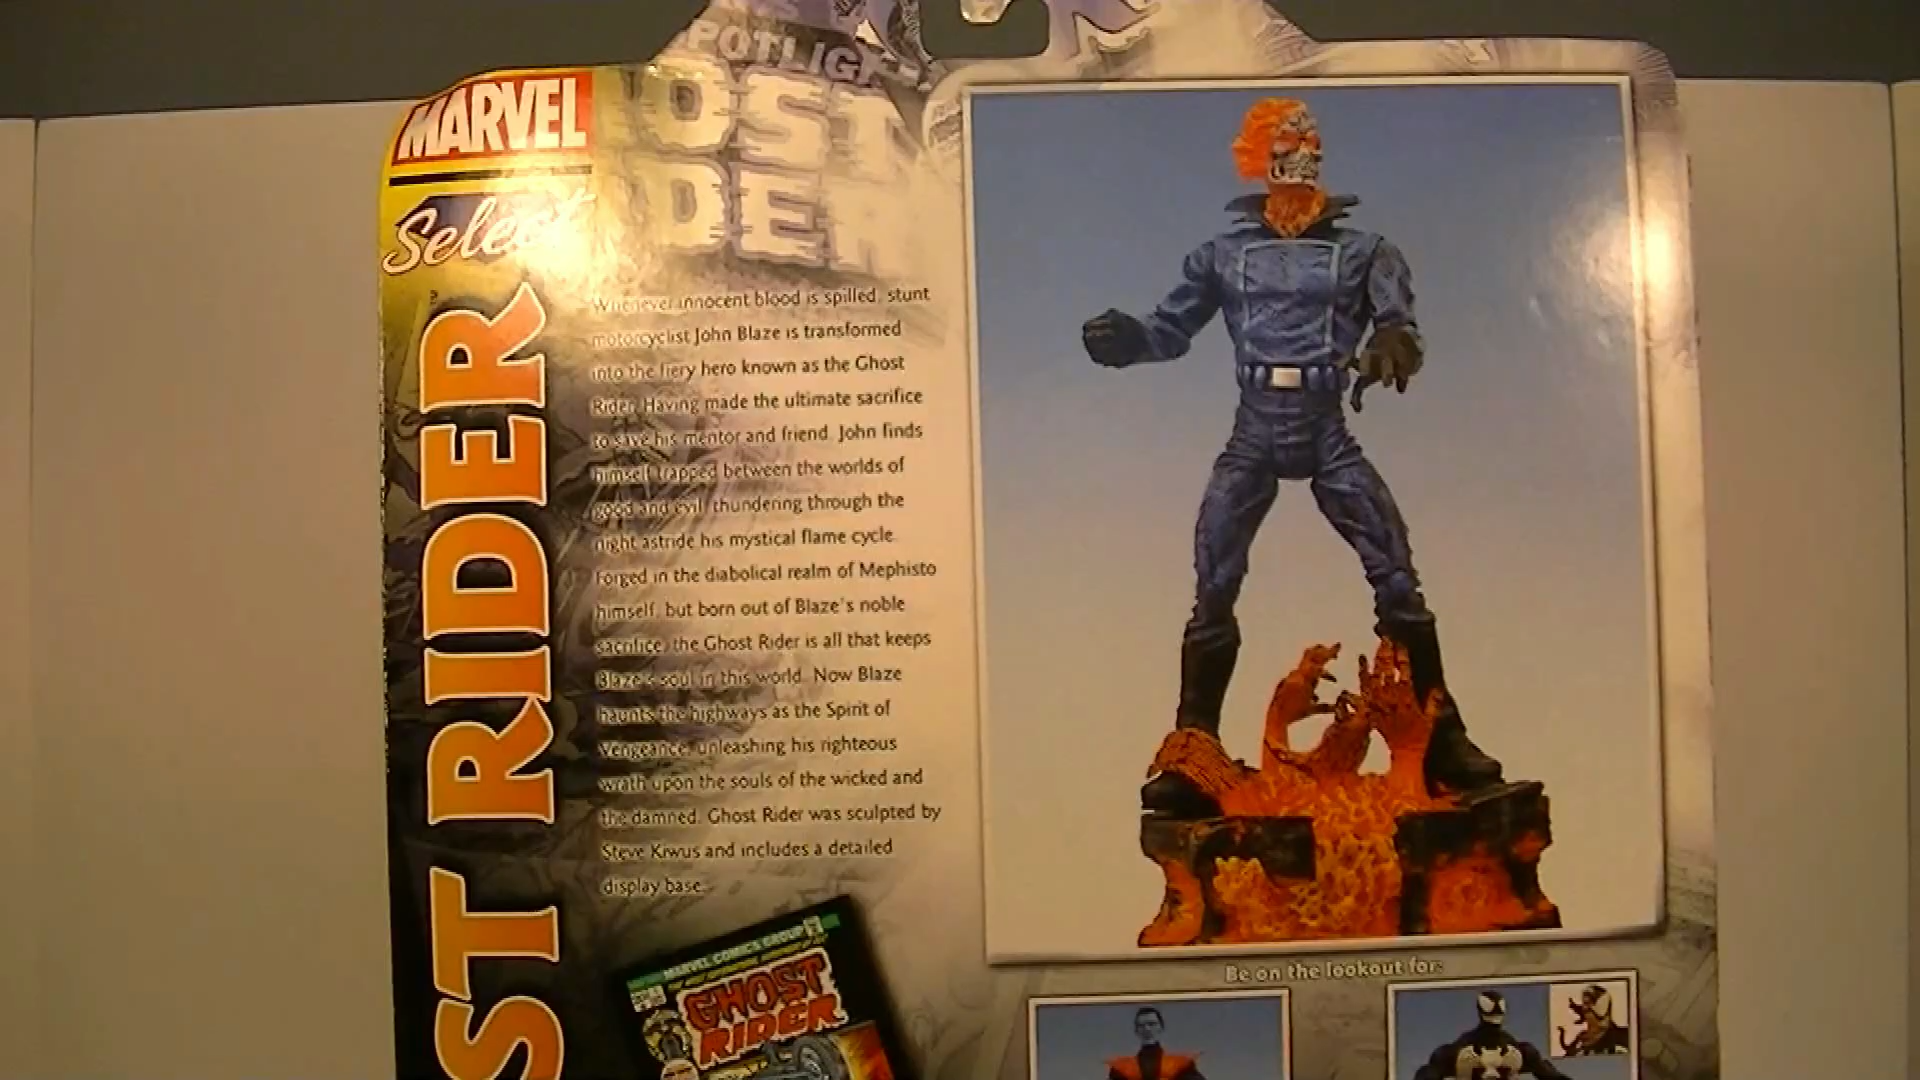 POTLIGH
MARVEL
Select
OST
DER
ST RIDER
Whenever innocent blood is spilled, stunt
motorcyclist John Blaze is transformed
into the fiery hero known as the Ghost
Rider. Having made the ultimate sacrifice
to save his mentor and friend, John finds
himself trapped between the worlds of
good and evil, thundering through the
night astride his mystical flame cycle.
Forged in the diabolical realm of Mephisto
himself, but born out of Blaze's noble
sacrifice, the Ghost Rider is all that keeps
Blaze's soul in this world. Now Blaze
haunts the highways as the Spirit of
Vengeance, unleashing his righteous
wrath upon the souls of the wicked and
the damned. Ghost Rider was sculpted by
Steve Kiwus and includes a detailed
display base.
MARVEL COMICS GROUP
GHOST
RIDER
Be on the lookout for: